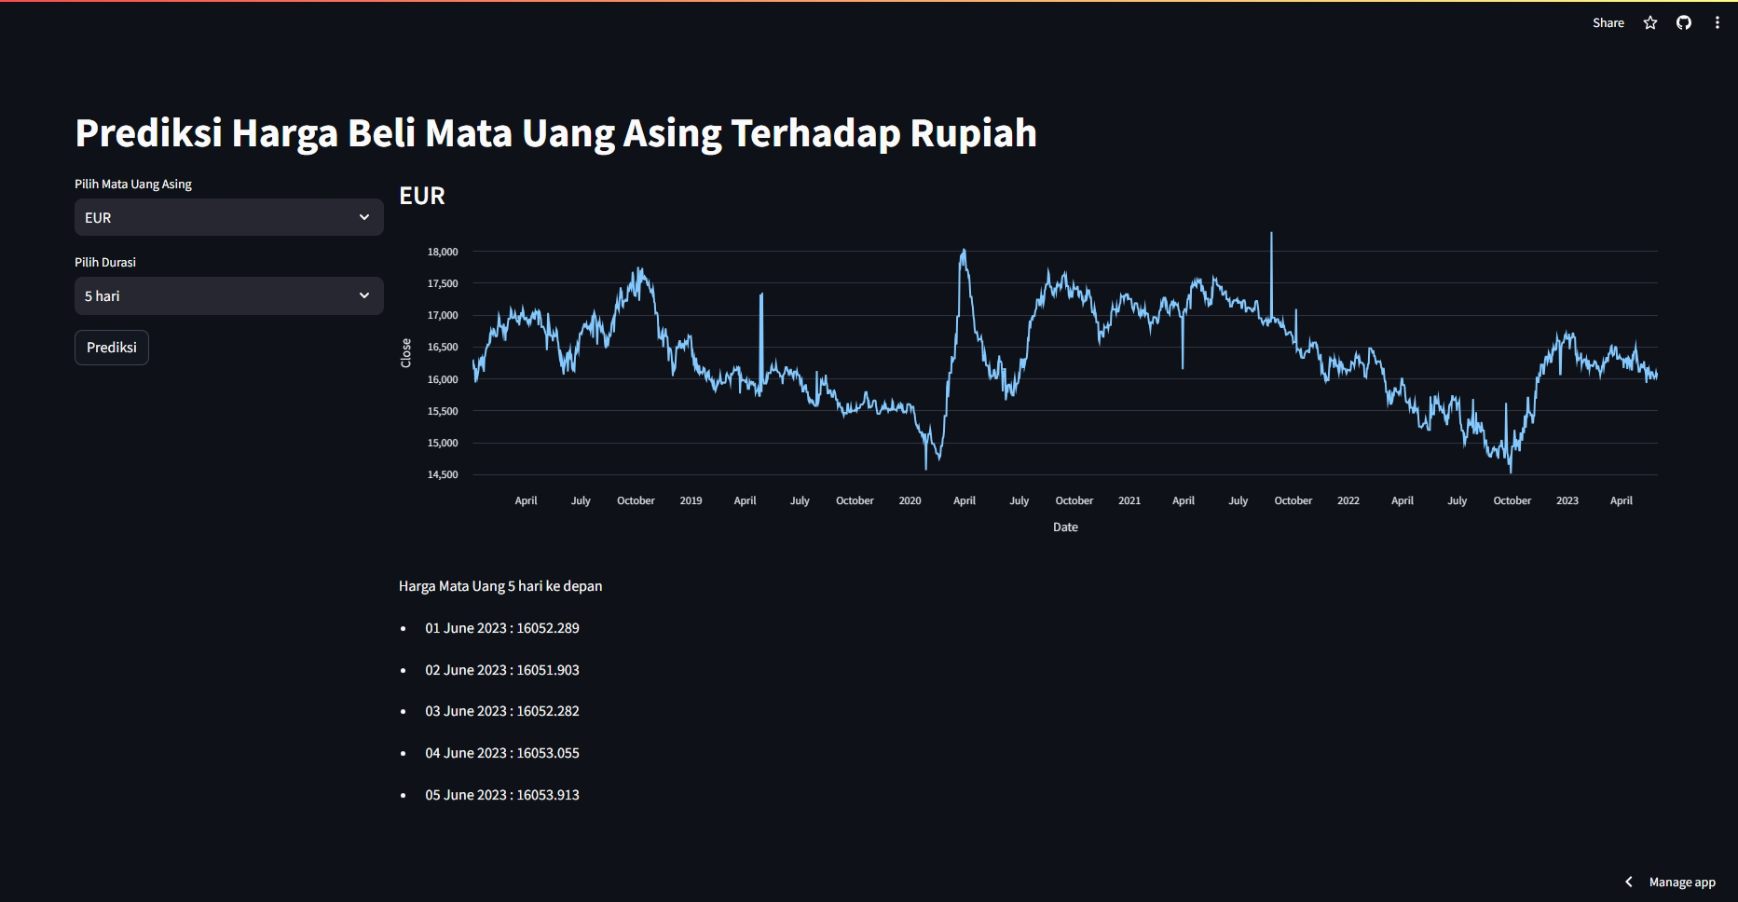 Share
Prediksi Harga Beli Mata Uang Asing Terhadap Rupiah
Pilih Mata Uang Asing
EUR
Pilih Durasi
5 hari
Prediksi
EUR
Close
18,000
17,500
17,000
16,500
16,000
15,500
15,000
14,500
April July October 2019 April July October 2020 April July October 2021 April July October 2022 April July October 2023 April
Date
Harga Mata Uang 5 hari ke depan
• 01 June 2023 : 16052.289
• 02 June 2023 : 16051.903
• 03 June 2023 : 16052.282
• 04 June 2023 : 16053.055
• 05 June 2023 : 16053.913
Manage app